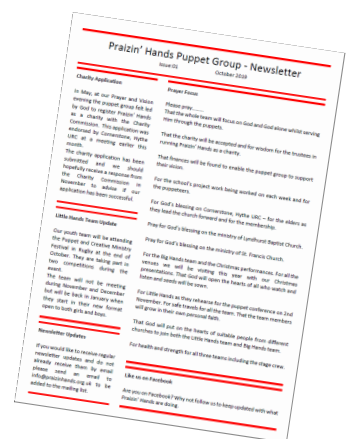 Praizin' Hands Puppet Group - Newsletter
Issue 01
October 2018
Charity Application
In May, at our Prayer and Vision
evening the puppet group felt led
by God to register Praizin' Hands
as a charity with the Charity
Commission. This application was
endorsed by Cornerstone, Hythe
URC at a meeting earlier this
month.
The charity application has been
submitted and we should
hopefully receive a response from
the Charity Commission in
November to advise if our
application has been successful.
Little Hands Team Update
Our youth team will be attending
the Puppet and Creative Ministry
Festival in Rugby at the end of
October. They are taking part in
two competitions during the
award.
The team will not be meeting
during November and December
but will be back in January when
they start in their new format
open to both girls and boys.
Newsletter Updates
If you would like to receive regular
newsletter updates and do not
already receive them by email
please send an email to
info@praizinhands.org.uk to be
added to the mailing list.
Prayer Focus
Please pray......
That the whole team will focus on God and God alone whilst serving
Him through the puppets.
That the charity will be accepted and for wisdom for the trustees in
running Praizin' Hands as a charity.
That finances will be found to enable the puppet group to support
their vision.
For the school's project work being worked on each week and for
the puppeteers.
For God's blessing on Cornerstone, Hythe URC – for the elders as
they lead the church forward and for the membership.
Pray for God's blessing on the ministry of Lyndhurst Baptist Church.
Pray for God's blessing on the ministry of St. Francis Church.
For the Big Hands team and the Christmas performances. For all the
venues we will be visiting this year with our Christmas
presentations. That God will open the hearts of all who watch and
listen and seeds will be sown.
For Little Hands as they rehearse for the puppet conference on 2nd
November. For safe travels for all the team. That the team members
will grow in their own personal faith.
That God will put on the hearts of suitable people from different
churches to join both the Little Hands team and Big Hands team.
For health and strength for all three teams including the stage crew.
Like us on Facebook
Are you on Facebook? Why not follow us to keep updated with what
Praizin' Hands are doing.